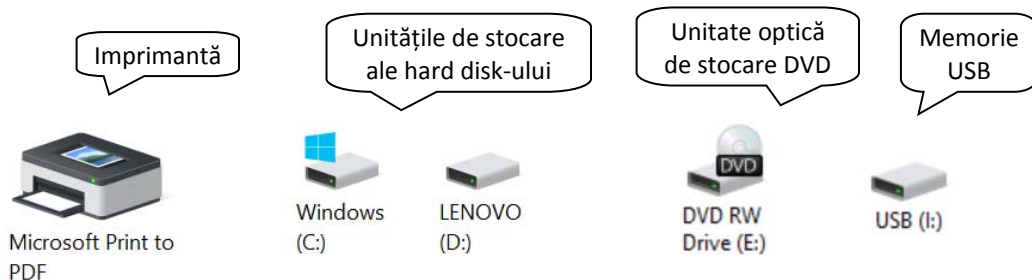 Imprimantă
Unitățile de stocare
ale hard disk-ului
Unitate optică
de stocare DVD
Memorie
USB
DVD
Windows
(C:)
LENOVO
(D:)
DVD RW
Drive (E:)
USB (I:)
Microsoft Print to
PDF